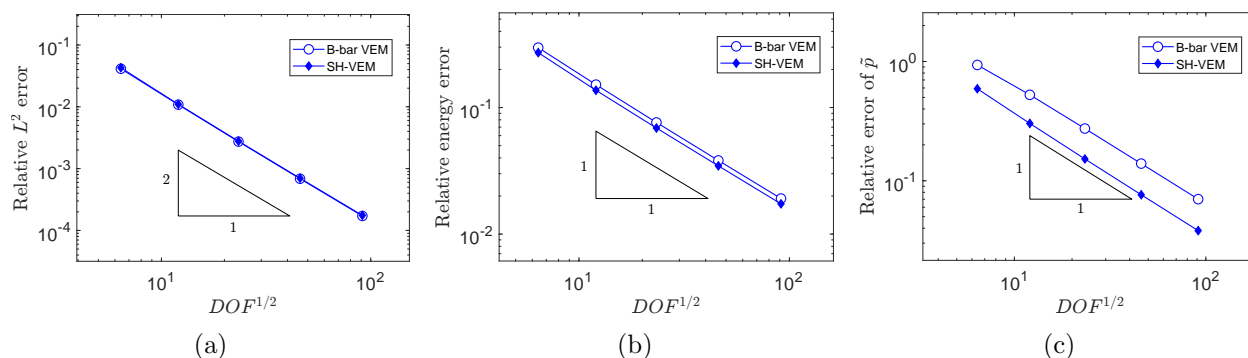 Relative $L^2$ error
10^{-1}
10^{-2}
10^{-3}
10^{-4}
B-bar VEM
SH-VEM
2
1
10^1
10^2
$DOF^{1/2}$
(a)
Relative energy error
10^{-1}
10^{-2}
B-bar VEM
SH-VEM
1
1
10^1
10^2
$DOF^{1/2}$
(b)
Relative error of $\tilde{p}$
10^0
10^{-1}
B-bar VEM
SH-VEM
1
1
10^1
10^2
$DOF^{1/2}$
(c)